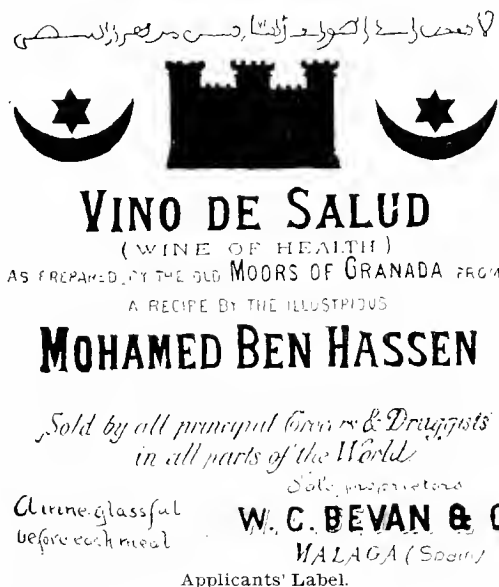 VINO DE SALUD
(WINE OF HEALTH)
AS PREPARED BY THE OLD MOORS OF GRANADA FROM
A RECIPE BY THE ILLUSTRIOUS
MOHAMED BEN HASSEN
Sold by all principal Grocers & Druggists
in all parts of the World
Sole proprietors
A wine glassful
before each meal
W. C. BEVAN & C
MALAGA (Spain)
Applicants' Label.